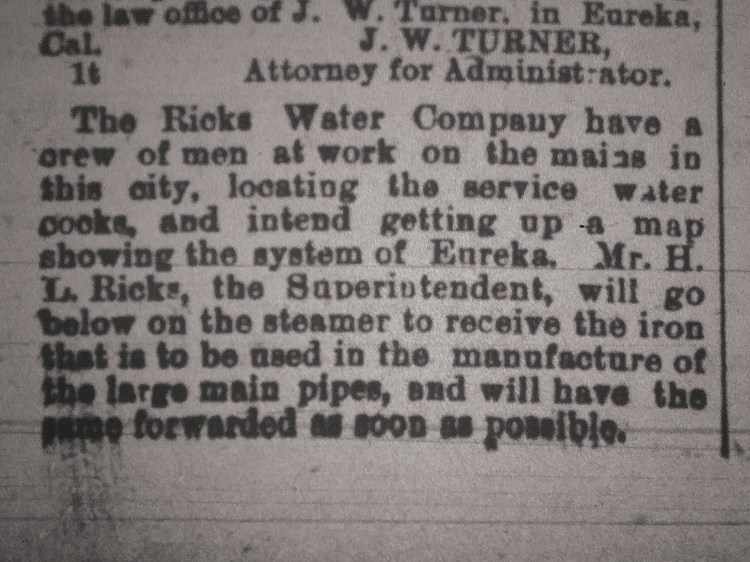 the law office of J. W. Turner, in Eureka,
Cal. J. W. TURNER,
1t Attorney for Administrator.
The Ricks Water Company have a
crew of men at work on the mains in
this city, locating the service water
cocks, and intend getting up a map
showing the system of Eureka. Mr. H.
L. Ricks, the Superintendent, will go
below on the steamer to receive the iron
that is to be used in the manufacture of
the large main pipes, and will have the
same forwarded as soon as possible.